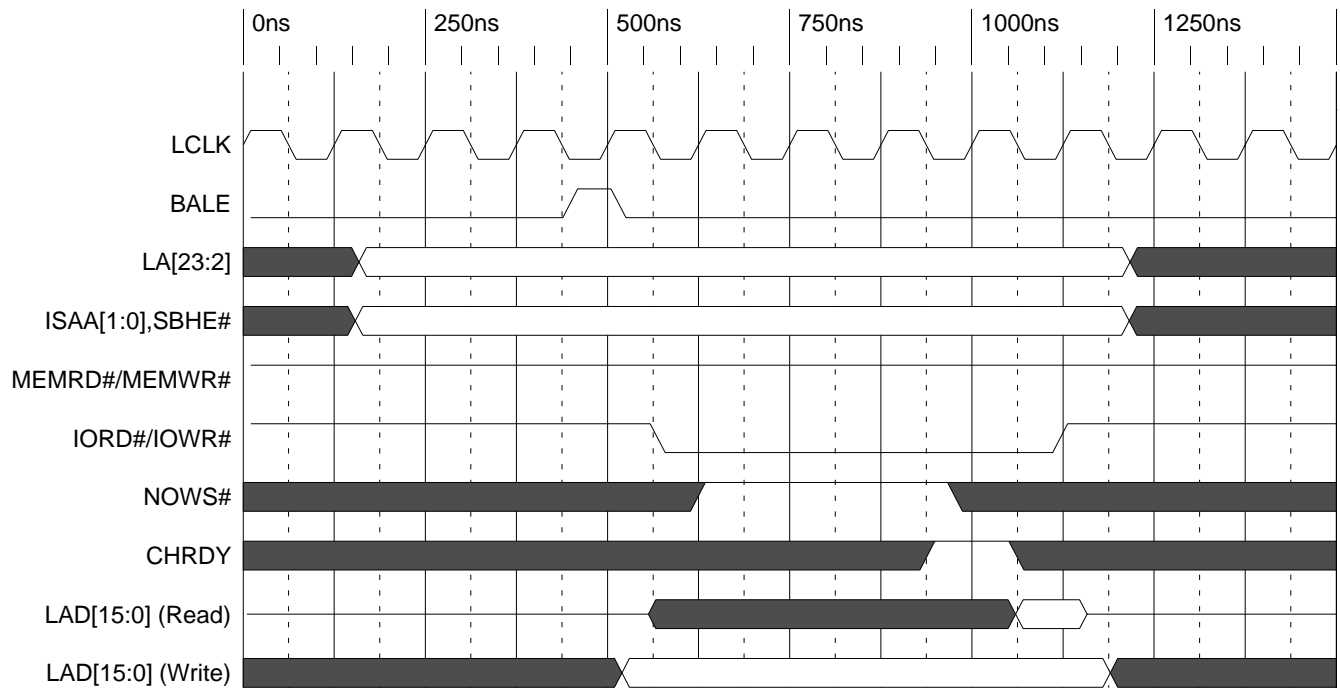 0ns 250ns 500ns 750ns 1000ns 1250ns
LCLK
BALE
LA[23:2]
ISAA[1:0],SBHE#
MEMRD#/MEMWR#
IORD#/IOWR#
NOWS#
CHRDY
LAD[15:0] (Read)
LAD[15:0] (Write)